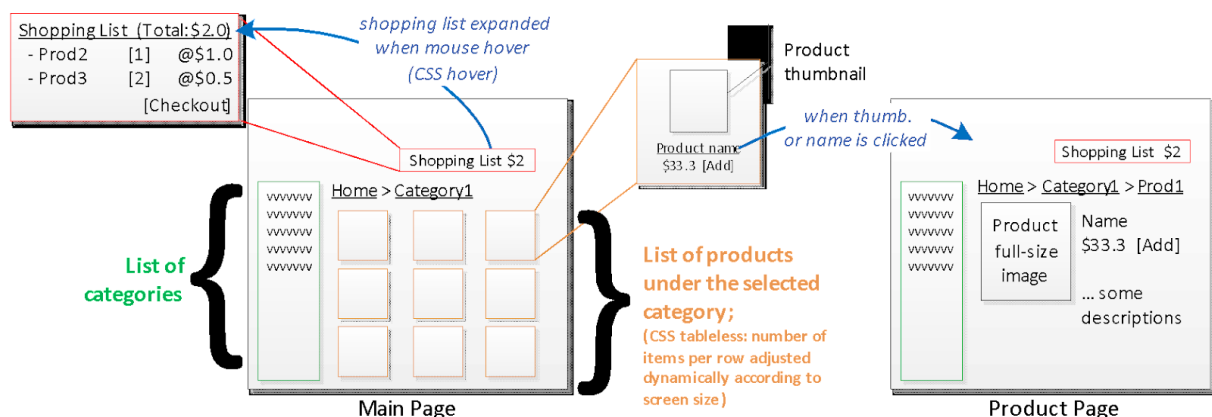 Shopping List (Total:$2.0)
- Prod2 [1] @$1.0
- Prod3 [2] @$0.5
[Checkout]
shopping list expanded
when mouse hover
(CSS hover)
Shopping List $2
Home > Category1
vvvvvvv
vvvvvvv
vvvvvvv
vvvvvvv
vvvvvvv
vvvvvvv
List of
categories
Main Page
Product
thumbnail
Product name
$33.3 [Add]
List of products
under the selected
category;
(CSS tableless: number of
items per row adjusted
dynamically according to
screen size)
when thumb.
or name is clicked
Shopping List $2
Home > Category1 > Prod1
vvvvvvv
vvvvvvv
vvvvvvv
vvvvvvv
vvvvvvv
vvvvvvv
Product
full-size
image
Name
$33.3 [Add]
... some
descriptions
Product Page